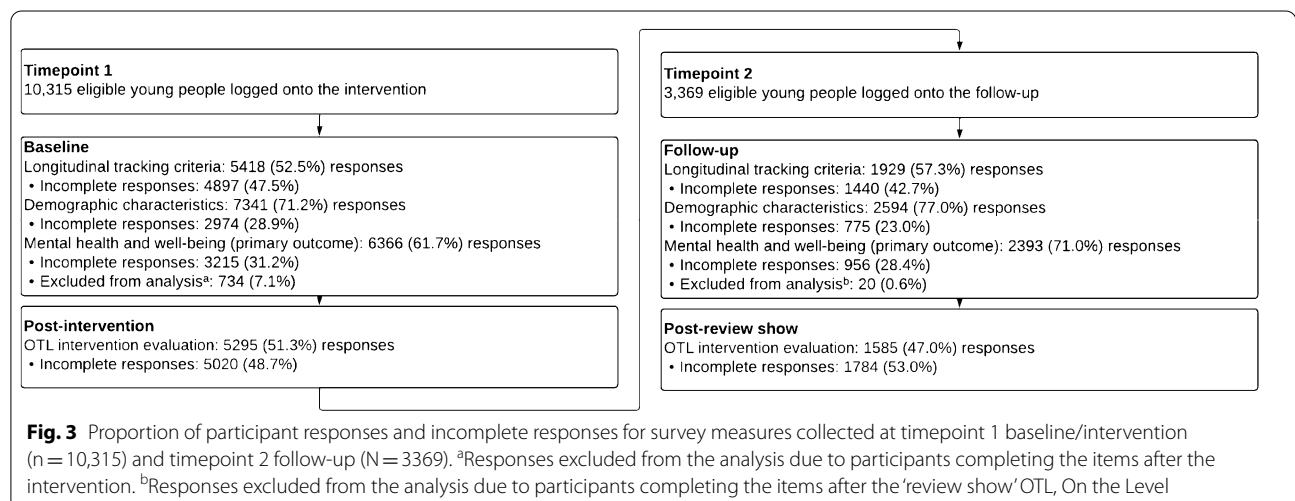 Timepoint 1
10,315 eligible young people logged onto the intervention
Baseline
Longitudinal tracking criteria: 5418 (52.5%) responses
• Incomplete responses: 4897 (47.5%)
Demographic characteristics: 7341 (71.2%) responses
• Incomplete responses: 2974 (28.9%)
Mental health and well-being (primary outcome): 6366 (61.7%) responses
• Incomplete responses: 3215 (31.2%)
• Excluded from analysisᵃ: 734 (7.1%)
Post-intervention
OTL intervention evaluation: 5295 (51.3%) responses
• Incomplete responses: 5020 (48.7%)
Timepoint 2
3,369 eligible young people logged onto the follow-up
Follow-up
Longitudinal tracking criteria: 1929 (57.3%) responses
• Incomplete responses: 1440 (42.7%)
Demographic characteristics: 2594 (77.0%) responses
• Incomplete responses: 775 (23.0%)
Mental health and well-being (primary outcome): 2393 (71.0%) responses
• Incomplete responses: 956 (28.4%)
• Excluded from analysisᵇ: 20 (0.6%)
Post-review show
OTL intervention evaluation: 1585 (47.0%) responses
• Incomplete responses: 1784 (53.0%)
Fig. 3 Proportion of participant responses and incomplete responses for survey measures collected at timepoint 1 baseline/intervention
(n = 10,315) and timepoint 2 follow-up (N = 3369). ᵃResponses excluded from the analysis due to participants completing the items after the
intervention. ᵇResponses excluded from the analysis due to participants completing the items after the ‘review show’ OTL, On the Level